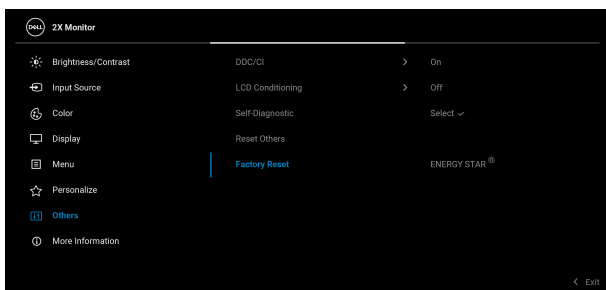 DELL 2X Monitor
Brightness/Contrast DDC/CI > On
Input Source LCD Conditioning > Off
Color Self-Diagnostic Select ✓
Display Reset Others
Menu Factory Reset ENERGY STAR ®
Personalize
Others
More Information
< Exit